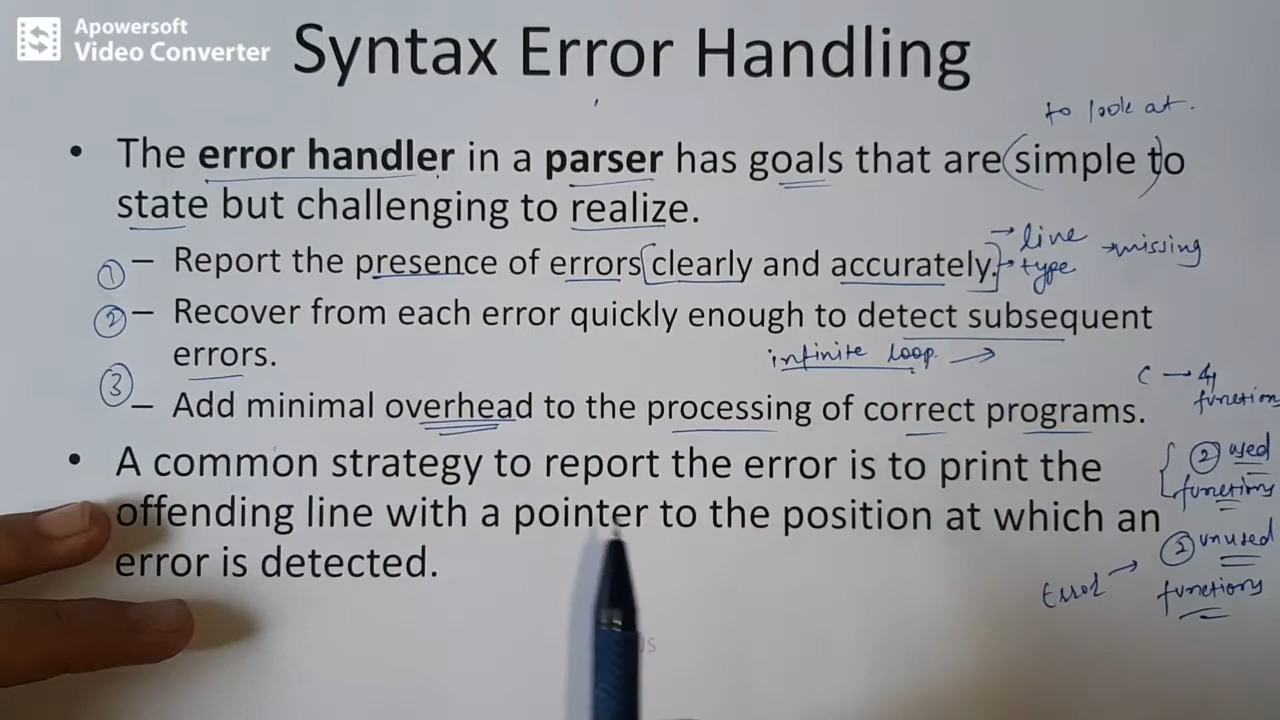 Apowersoft
Video Converter
Syntax Error Handling
to look at.
• The error handler in a parser has goals that are simple to
state but challenging to realize.
① – Report the presence of errors clearly and accurately. → line → missing
→ type
② – Recover from each error quickly enough to detect subsequent
errors.
infinite loop. →
③ – Add minimal overhead to the processing of correct programs.
C → 4
function
• A common strategy to report the error is to print the
offending line with a pointer to the position at which an
error is detected.
② used
functions
② unused
functions
Error →